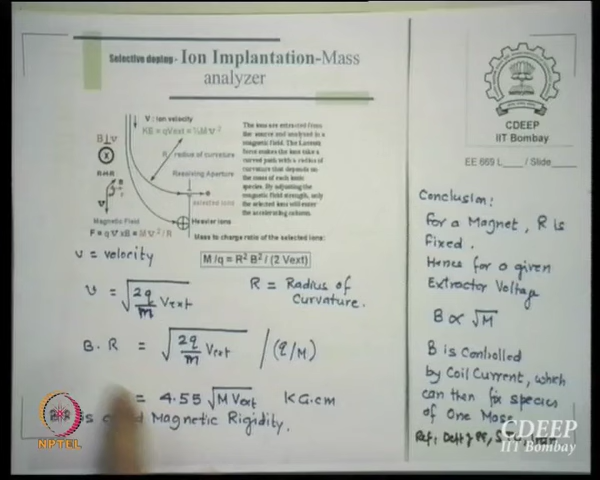 Selective doping - Ion Implantation-Mass
analyzer
V : ion velocity
KE = qVext = ½M v²
B⊥v
radius of curvature
Resolving Aperture
selected ions
Heavier ions
Magnetic Field
F = q v xB = M v² / R
The ions are extracted from
the source and analyzed in a
magnetic field. The Lorentz
force makes the ions take a
curved path with a radius of
curvature that depends on
the mass of each ionic
species. By adjusting the
magnetic field strength, only
the selected ions will enter
the accelerating column.
Mass to charge ratio of the selected ions:
M /q = R² B² / (2 Vext)
v = velocity
v = √(2q/m Vext)
R = Radius of
Curvature.
B. R = √(2q/m Vext) / (q/M)
= 4.55 √(M Vext) KG.cm
Magnetic Rigidity.
NPTEL
CDEEP
IIT Bombay
EE 669 L____ / Slide____
Conclusion:
For a Magnet, R is
Fixed.
Hence for a given
Extractor Voltage
B ∝ √M
B is Controlled
by Coil Current, which
can then fix species
of One Mass
CDEEP
IIT Bombay